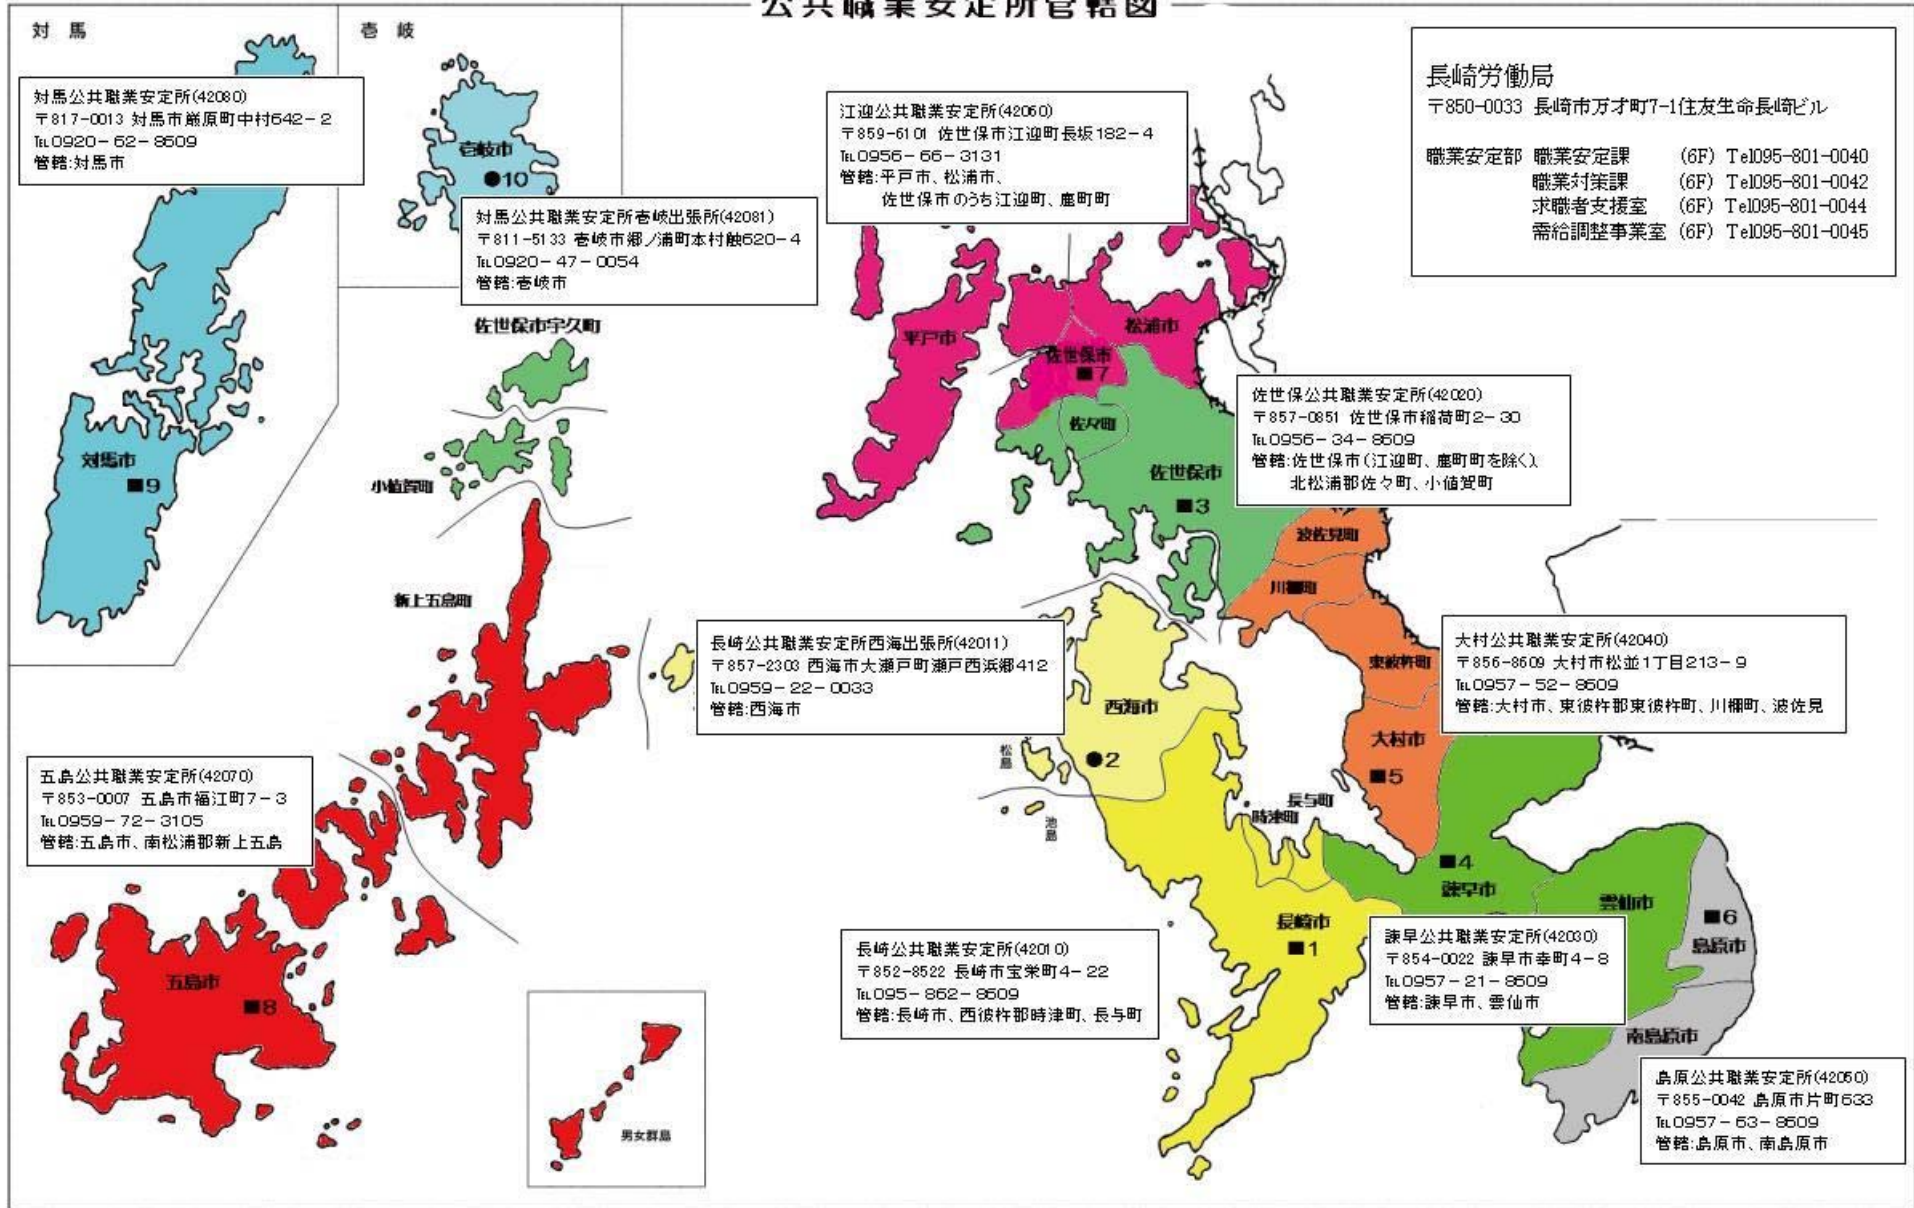 公共職業安定所管轄図
対 馬
壱 岐
長崎労働局
〒850-0033 長崎市万才町7-1住友生命長崎ビル
職業安定部 職業安定課 (6F) Tel095-801-0040
職業対策課 (6F) Tel095-801-0042
求職者支援室 (6F) Tel095-801-0044
需給調整事業室 (6F) Tel095-801-0045
対馬公共職業安定所(42080)
〒817-0013 対馬市厳原町中村642-2
℡0920-62-8609
管轄:対馬市
壱岐市
●10
対馬公共職業安定所壱岐出張所(42081)
〒811-5133 壱岐市郷ノ浦町本村触620-4
℡0920-47-0054
管轄:壱岐市
江迎公共職業安定所(42060)
〒859-6101 佐世保市江迎町長坂182-4
℡0956-66-3131
管轄:平戸市、松浦市、
佐世保市のうち江迎町、鹿町町
佐世保市宇久町
平戸市
松浦市
佐世保市
■7
佐々町
佐世保公共職業安定所(42020)
〒857-0851 佐世保市稲荷町2-30
℡0956-34-8609
管轄:佐世保市(江迎町、鹿町町を除く)、
北松浦郡佐々町、小値賀町
対馬市
■9
小値賀町
佐世保市
■3
波佐見町
川棚町
新上五島町
長崎公共職業安定所西海出張所(42011)
〒857-2303 西海市大瀬戸町瀬戸西浜郷412
℡0959-22-0033
管轄:西海市
東彼杵町
大村公共職業安定所(42040)
〒856-8609 大村市松並1丁目213-9
℡0957-52-8609
管轄:大村市、東彼杵郡東彼杵町、川棚町、波佐見
西海市
●2
松島
大村市
■5
五島公共職業安定所(42070)
〒853-0007 五島市福江町7-3
℡0959-72-3105
管轄:五島市、南松浦郡新上五島
池島
長与町
時津町
■4
諫早市
雲仙市
■6
島原市
長崎市
■1
長崎公共職業安定所(42010)
〒852-8522 長崎市宝栄町4-22
℡095-862-8609
管轄:長崎市、西彼杵郡時津町、長与町
諫早公共職業安定所(42030)
〒854-0022 諫早市幸町4-8
℡0957-21-8609
管轄:諫早市、雲仙市
五島市
■8
南島原市
島原公共職業安定所(42050)
〒855-0042 島原市片町633
℡0957-63-8609
管轄:島原市、南島原市
男女群島